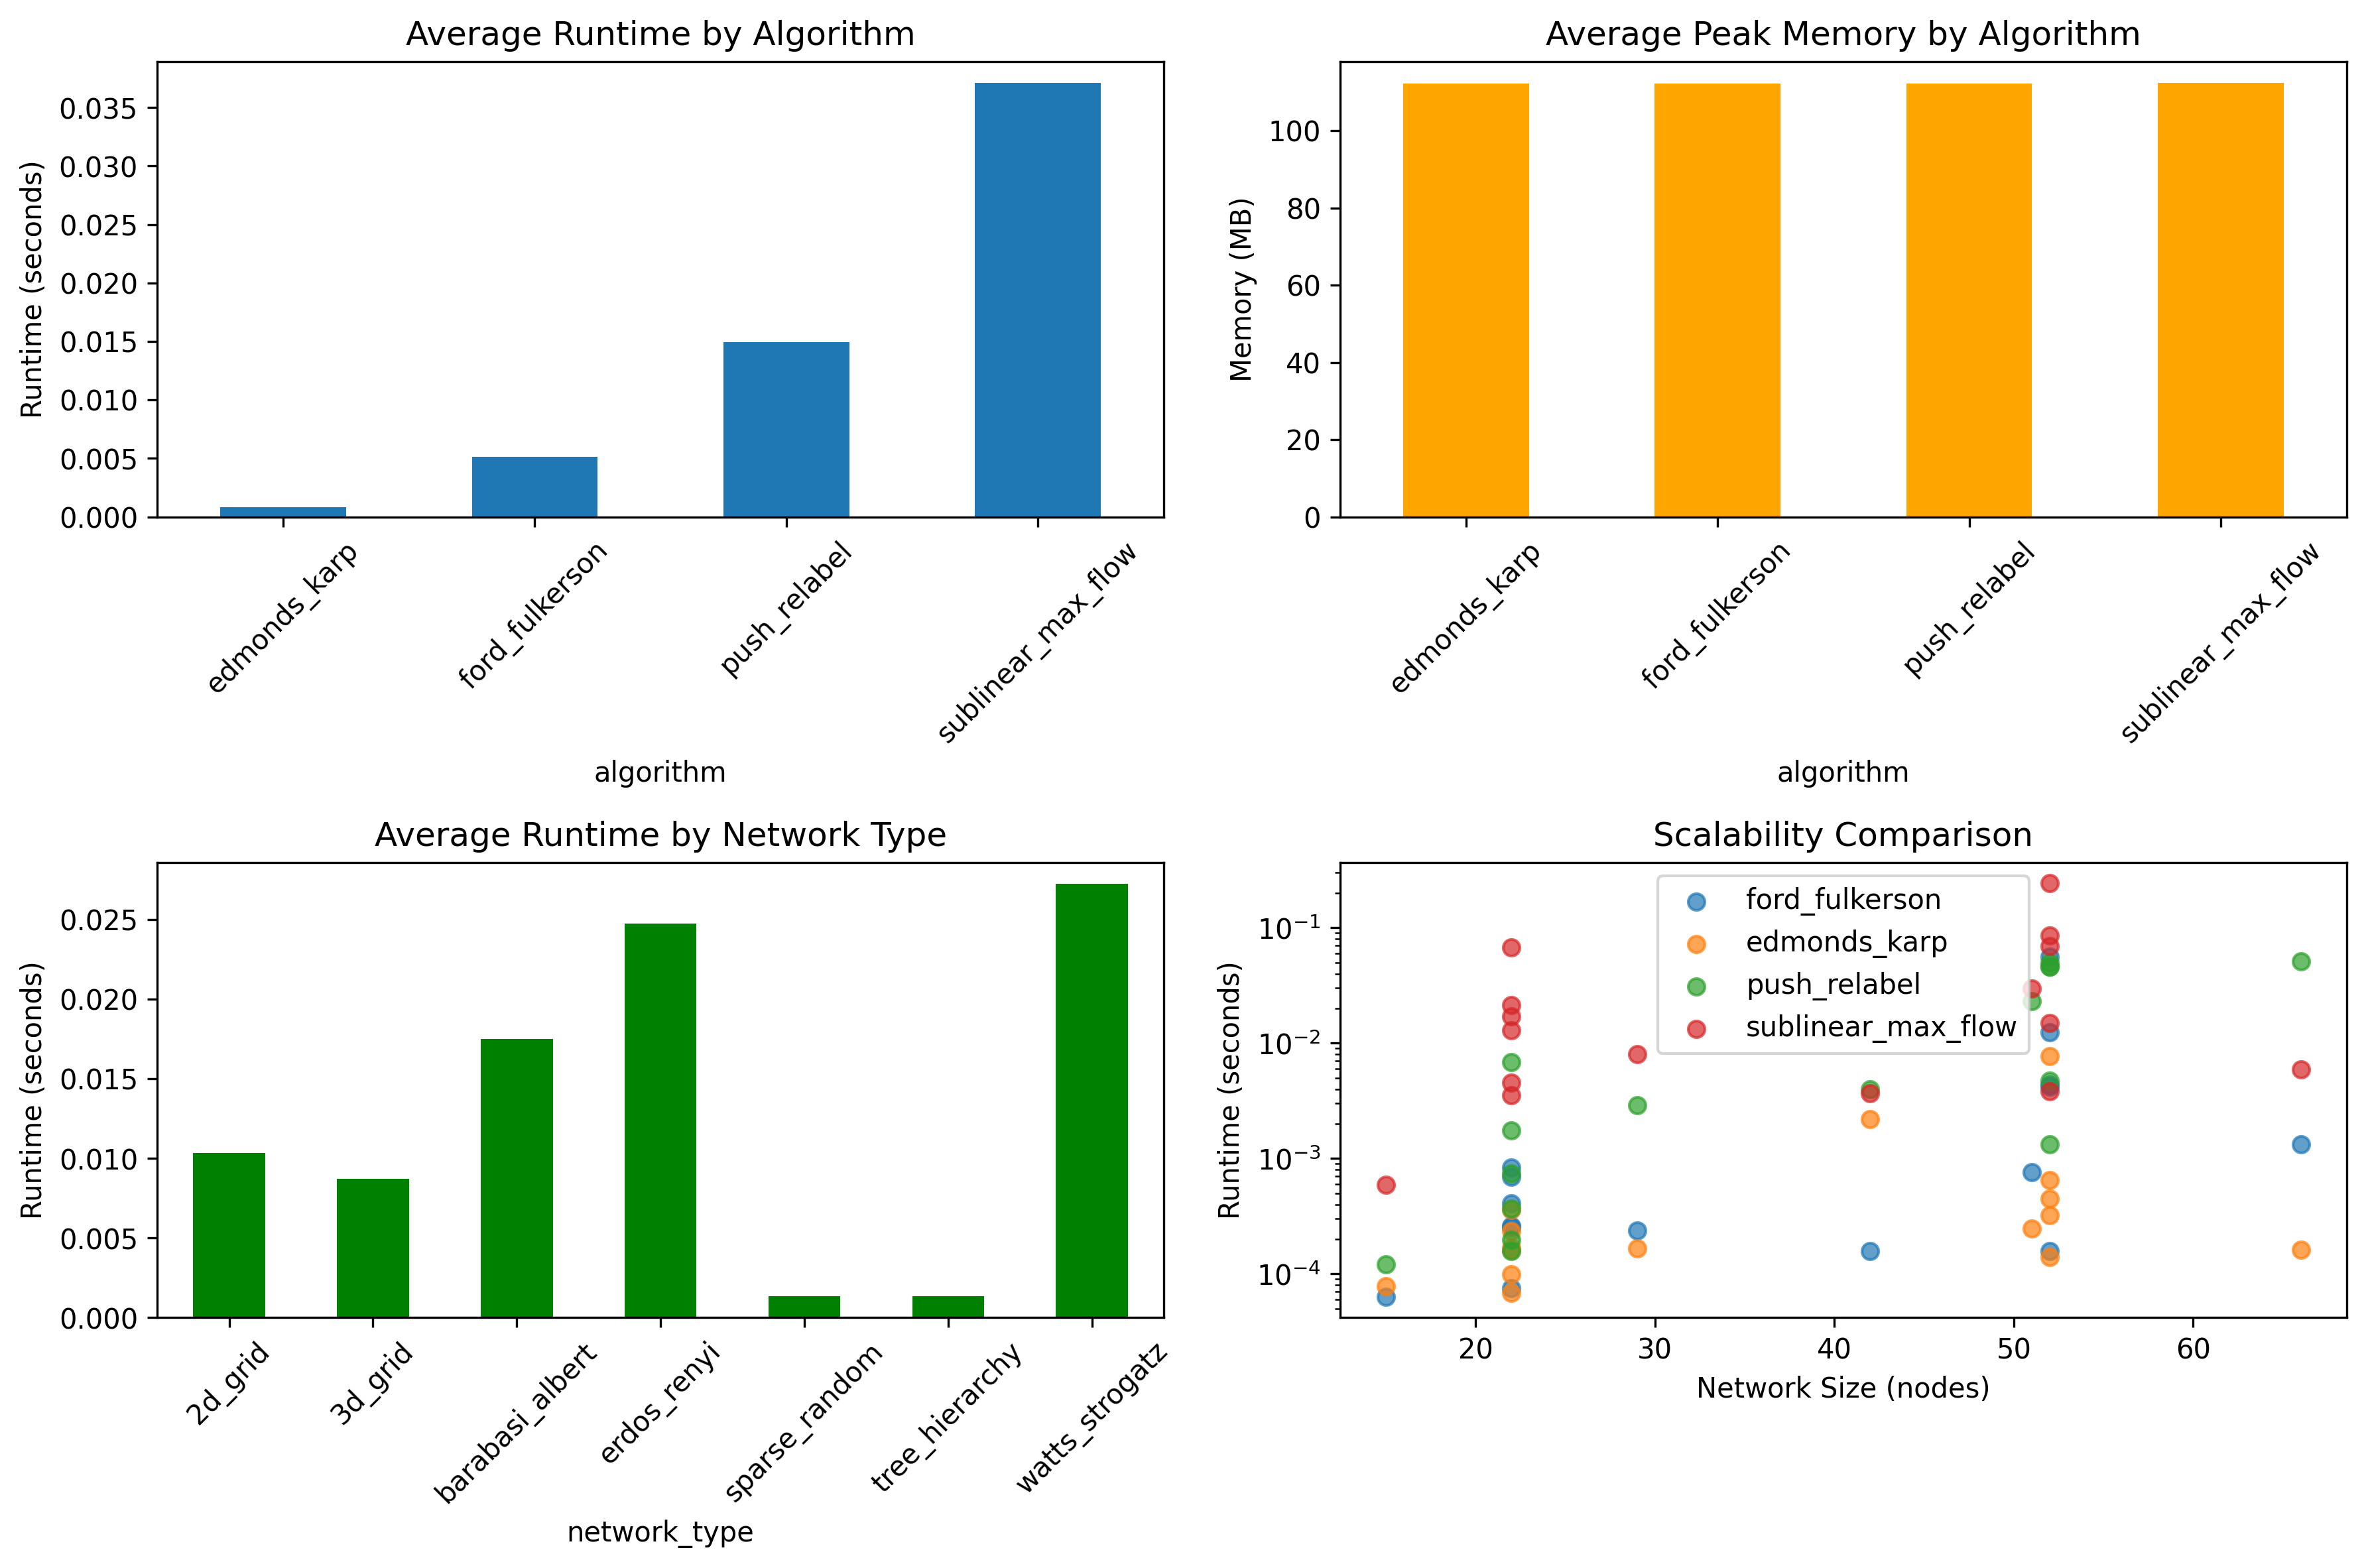 Average Runtime by Algorithm
Runtime (seconds)
0.035
0.030
0.025
0.020
0.015
0.010
0.005
0.000
edmonds_karp
ford_fulkerson
push_relabel
sublinear_max_flow
algorithm
Average Peak Memory by Algorithm
Memory (MB)
100
80
60
40
20
0
edmonds_karp
ford_fulkerson
push_relabel
sublinear_max_flow
algorithm
Average Runtime by Network Type
Runtime (seconds)
0.025
0.020
0.015
0.010
0.005
0.000
2d_grid
3d_grid
barabasi_albert
erdos_renyi
sparse_random
tree_hierarchy
watts_strogatz
network_type
Scalability Comparison
Runtime (seconds)
10⁻¹
10⁻²
10⁻³
10⁻⁴
ford_fulkerson
edmonds_karp
push_relabel
sublinear_max_flow
20 30 40 50 60
Network Size (nodes)